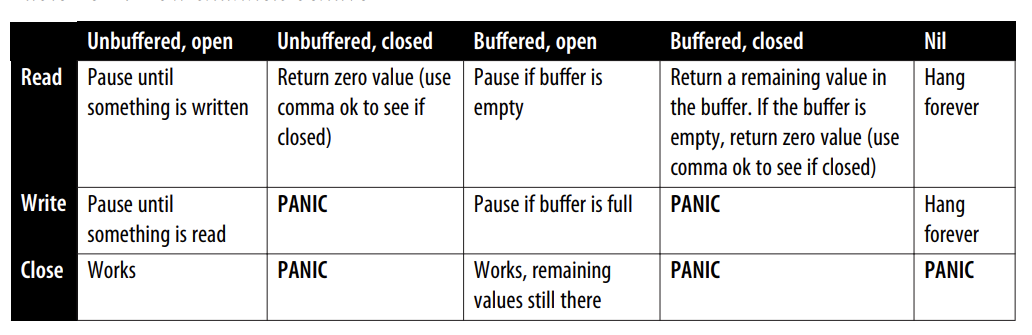 Unbuffered, open Unbuffered, closed Buffered, open Buffered, closed Nil
Read Pause until something is written Return zero value (use comma ok to see if closed) Pause if buffer is empty Return a remaining value in the buffer. If the buffer is empty, return zero value (use comma ok to see if closed) Hang forever
Write Pause until something is read PANIC Pause if buffer is full PANIC Hang forever
Close Works PANIC Works, remaining values still there PANIC PANIC